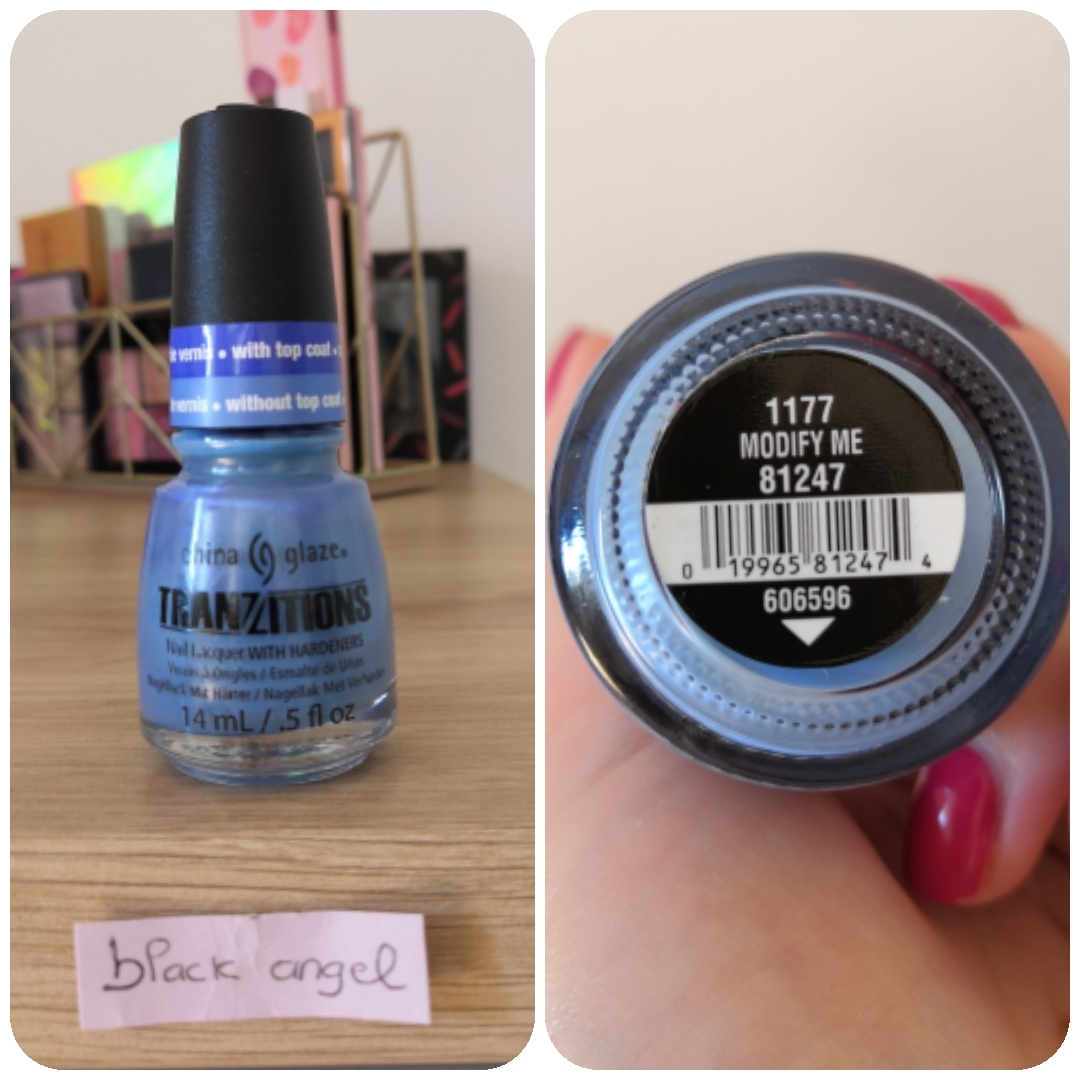 vernis • with top coat •
vernis • without top coat
china glaze®
TRANZITIONS
Nail Lacquer WITH HARDENERS
Vernis à Ongles / Esmalte de Uñas
Nagellack Mit Härter / Nagellak Met Verharder
14 mL / .5 fl oz
black angel
1177
MODIFY ME
81247
0 19965 81247 4
606596